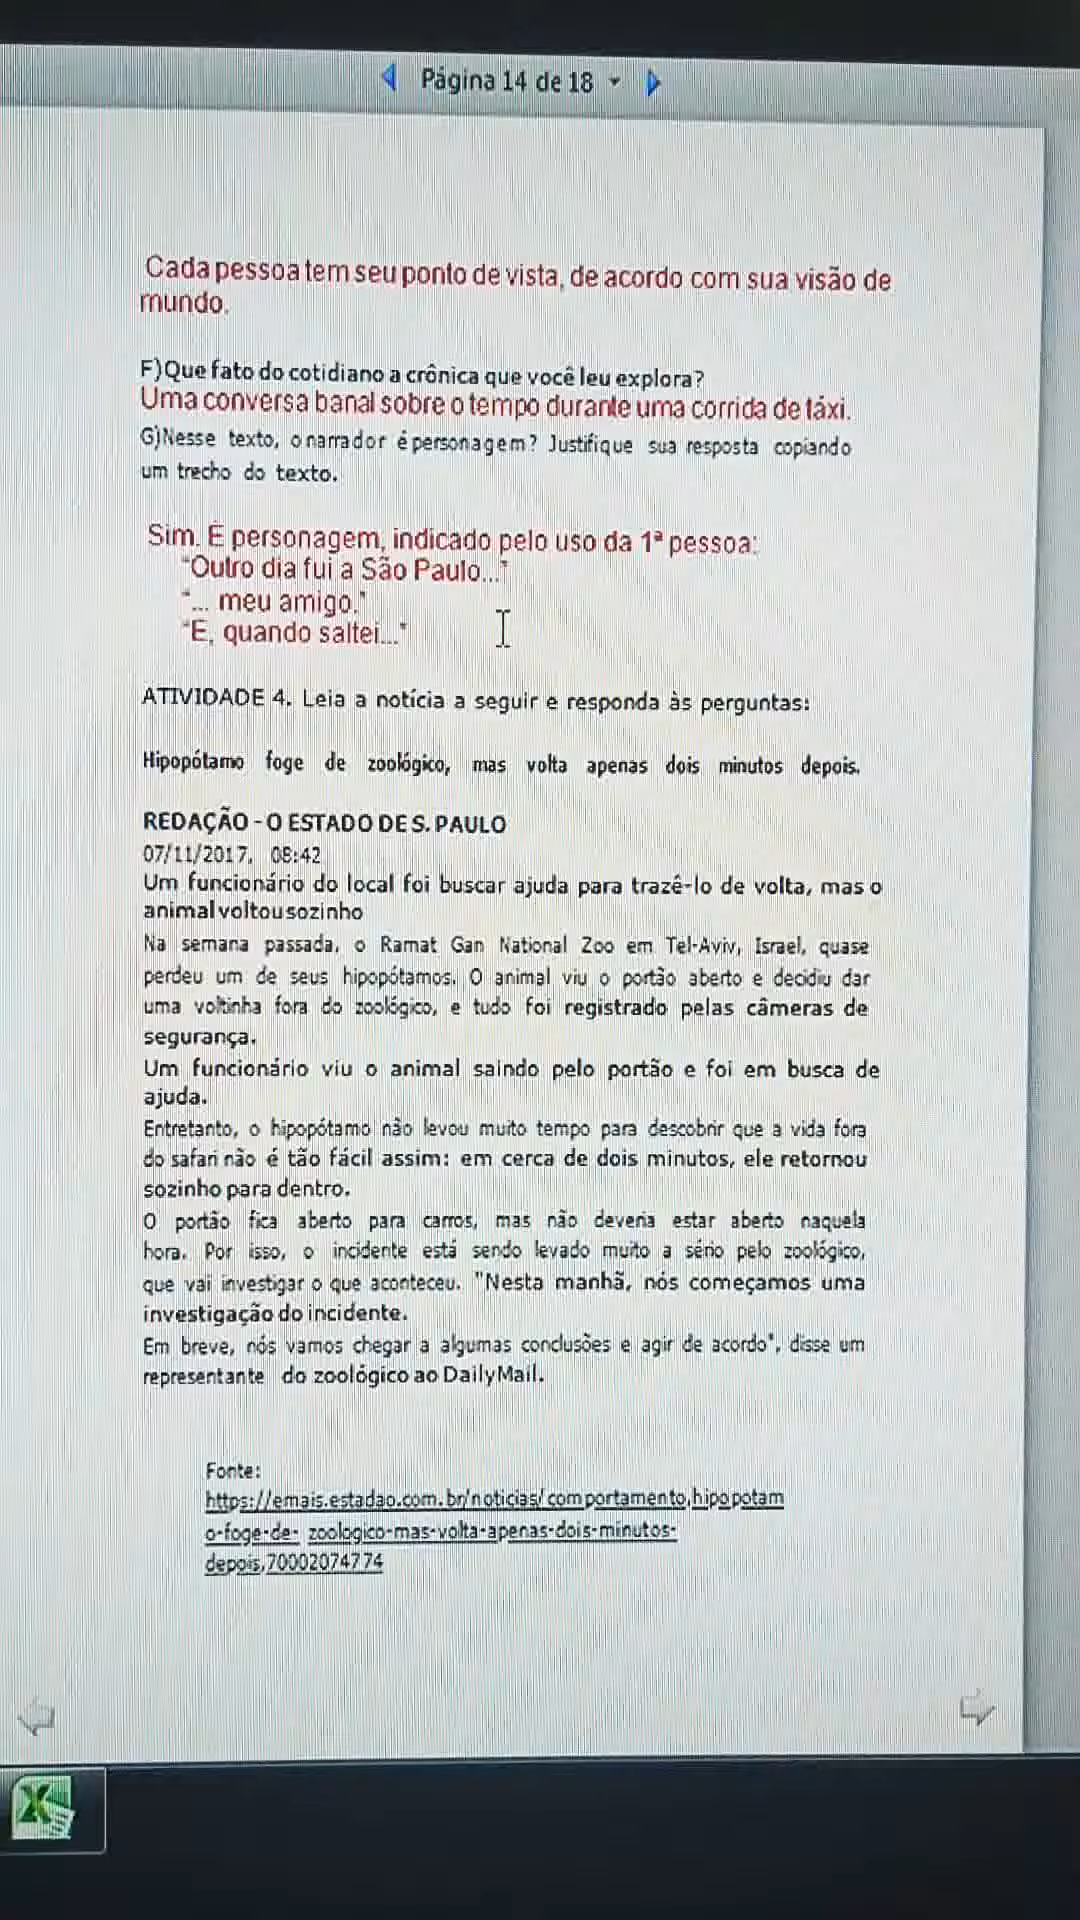 Página 14 de 18
Cada pessoa tem seu ponto de vista, de acordo com sua visão de
mundo.
F)Que fato do cotidiano a crônica que você leu explora?
Uma conversa banal sobre o tempo durante uma corrida de táxi.
G)Nesse texto, o narrador é personagem? Justifique sua resposta copiando
um trecho do texto.
Sim. É personagem, indicado pelo uso da 1ª pessoa:
"Outro dia fui a São Paulo..."
"... meu amigo."
"E, quando saltei..."
ATIVIDADE 4. Leia a notícia a seguir e responda às perguntas:
Hipopótamo foge de zoológico, mas volta apenas dois minutos depois.
REDAÇÃO - O ESTADO DE S. PAULO
07/11/2017, 08:42
Um funcionário do local foi buscar ajuda para trazê-lo de volta, mas o
animal voltou sozinho
Na semana passada, o Ramat Gan National Zoo em Tel-Aviv, Israel, quase
perdeu um de seus hipopótamos. O animal viu o portão aberto e decidiu dar
uma voltinha fora do zoológico, e tudo foi registrado pelas câmeras de
segurança.
Um funcionário viu o animal saindo pelo portão e foi em busca de
ajuda.
Entretanto, o hipopótamo não levou muito tempo para descobrir que a vida fora
do safari não é tão fácil assim: em cerca de dois minutos, ele retornou
sozinho para dentro.
O portão fica aberto para carros, mas não deveria estar aberto naquela
hora. Por isso, o incidente está sendo levado muito a sério pelo zoológico,
que vai investigar o que aconteceu. "Nesta manhã, nós começamos uma
investigação do incidente.
Em breve, nós vamos chegar a algumas conclusões e agir de acordo", disse um
representante do zoológico ao DailyMail.
Fonte:
https://emais.estadao.com.br/noticias/comportamento,hipopotam
o-foge-de- zoologico-mas-volta-apenas-dois-minutos-
depois,70002074774